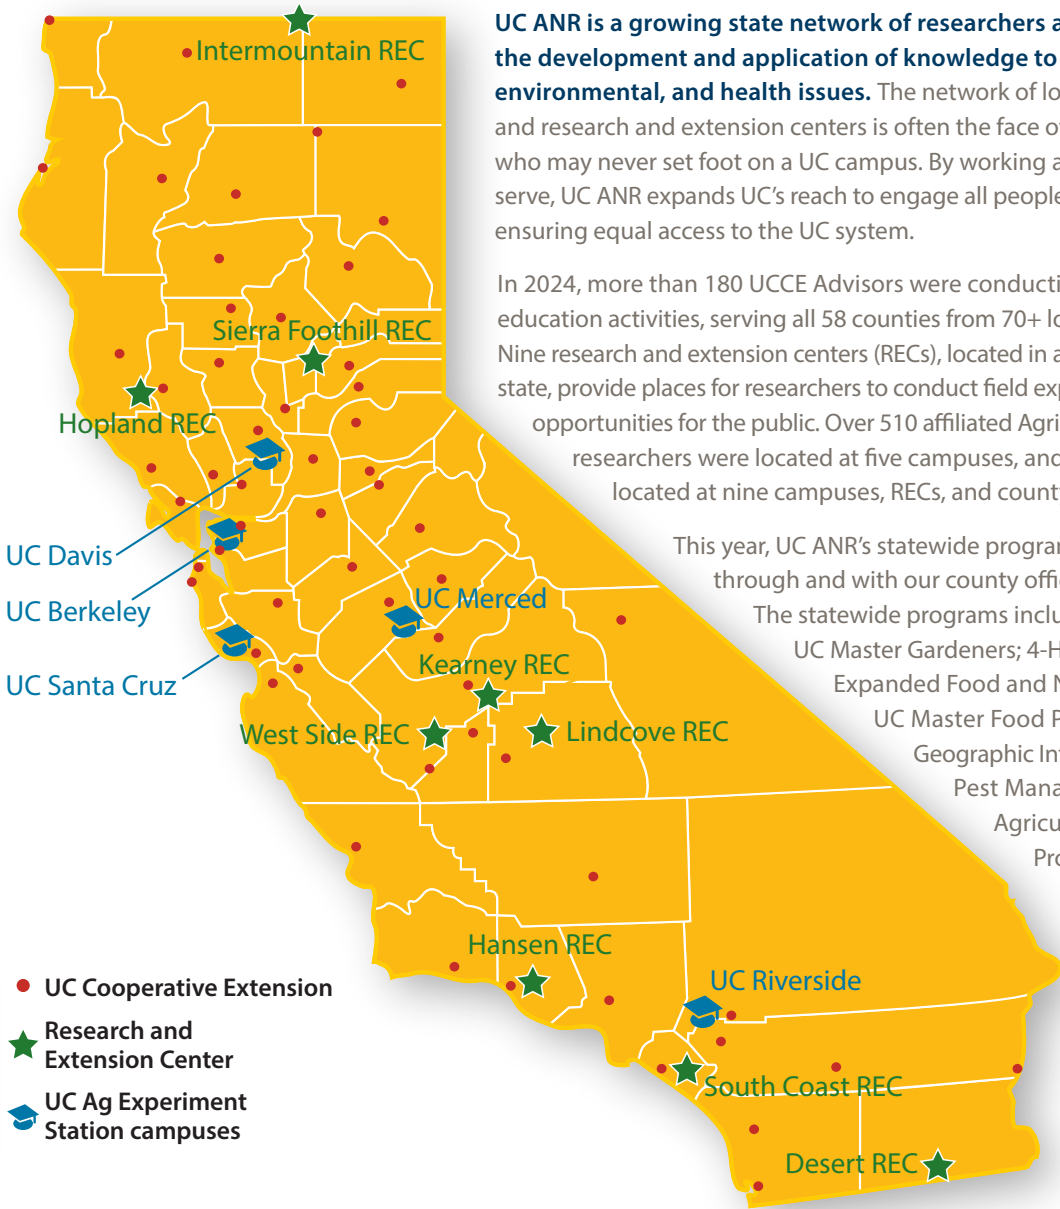 UC ANR is a growing state network of researchers a
the development and application of knowledge to
environmental, and health issues. The network of lo
and research and extension centers is often the face o
who may never set foot on a UC campus. By working a
serve, UC ANR expands UC's reach to engage all people
ensuring equal access to the UC system.
In 2024, more than 180 UCCE Advisors were conducti
education activities, serving all 58 counties from 70+ lo
Nine research and extension centers (RECs), located in a
state, provide places for researchers to conduct field exp
opportunities for the public. Over 510 affiliated Agri
researchers were located at five campuses, and
located at nine campuses, RECs, and count
This year, UC ANR's statewide progran
through and with our county offic
The statewide programs inclu
UC Master Gardeners; 4-H
Expanded Food and N
UC Master Food P
Geographic In
Pest Mana
Agricu
Pro
Intermountain REC
Sierra Foothill REC
Hopland REC
UC Davis
UC Berkeley
UC Merced
UC Santa Cruz
Kearney REC
West Side REC
Lindcove REC
Hansen REC
UC Riverside
South Coast REC
Desert REC
UC Cooperative Extension
Research and
Extension Center
UC Ag Experiment
Station campuses